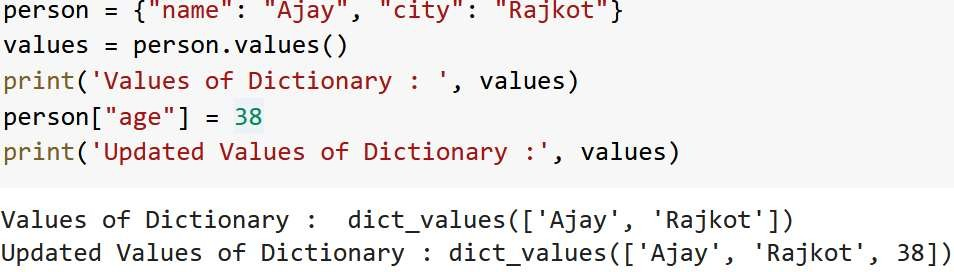 person = {"name": "Ajay", "city": "Rajkot"}
values = person.values()
print('Values of Dictionary : ', values)
person["age"] = 38
print('Updated Values of Dictionary :', values)
Values of Dictionary :  dict_values(['Ajay', 'Rajkot'])
Updated Values of Dictionary : dict_values(['Ajay', 'Rajkot', 38])